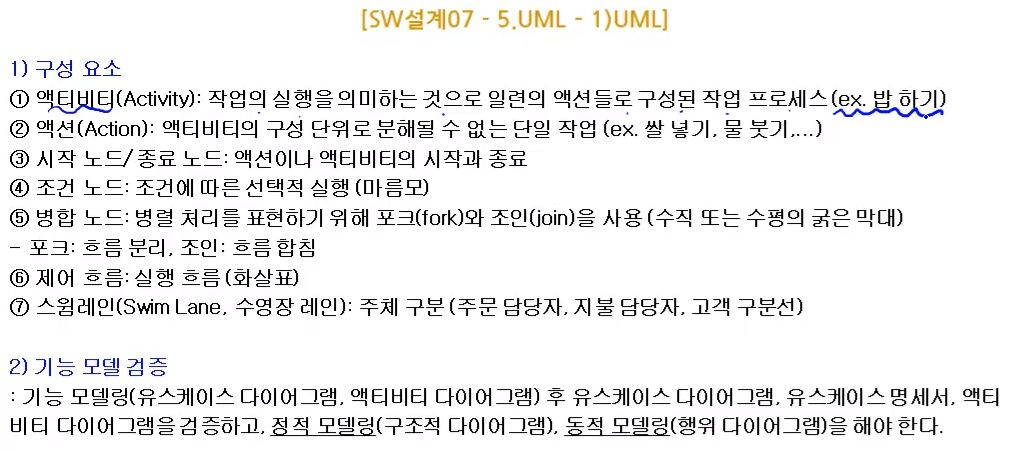 [SW설계07 - 5.UML - 1)UML]
1) 구성 요소
① 액티비티(Activity): 작업의 실행을 의미하는 것으로 일련의 액션들로 구성된 작업 프로세스 (ex. 밥 하기)
② 액션(Action): 액티비티의 구성 단위로 분해될 수 없는 단일 작업 (ex. 쌀 넣기, 물 붓기,...)
③ 시작 노드/ 종료 노드: 액션이나 액티비티의 시작과 종료
④ 조건 노드: 조건에 따른 선택적 실행 (마름모)
⑤ 병합 노드: 병렬 처리를 표현하기 위해 포크(fork)와 조인(join)을 사용 (수직 또는 수평의 굵은 막대)
- 포크: 흐름 분리, 조인: 흐름 합침
⑥ 제어 흐름: 실행 흐름 (화살표)
⑦ 스윔레인(Swim Lane, 수영장 레인): 주체 구분 (주문 담당자, 지불 담당자, 고객 구분선)
2) 기능 모델 검증
: 기능 모델링(유스케이스 다이어그램, 액티비티 다이어그램) 후 유스케이스 다이어그램, 유스케이스 명세서, 액티
비티 다이어그램을 검증하고, 정적 모델링(구조적 다이어그램), 동적 모델링(행위 다이어그램)을 해야 한다.